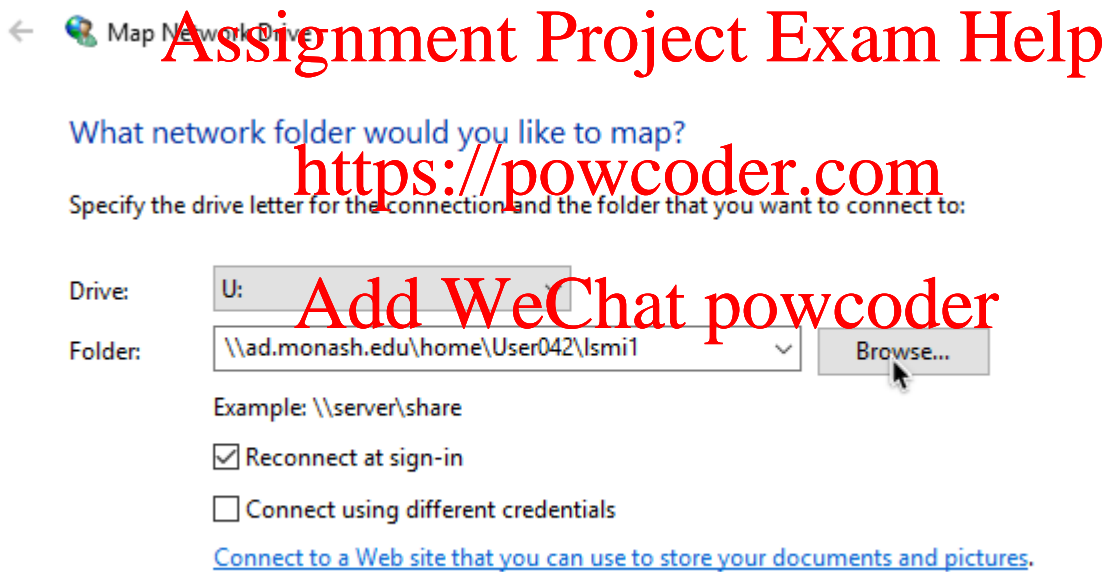 Map Network Drive
Assignment Project Exam Help
What network folder would you like to map?
https://powcoder.com
Specify the drive letter for the connection and the folder that you want to connect to:
Drive: U:
Add WeChat powcoder
Folder: \\ad.monash.edu\home\User042\lsmi1 Browse...
Example: \\server\share
Reconnect at sign-in
Connect using different credentials
Connect to a Web site that you can use to store your documents and pictures.